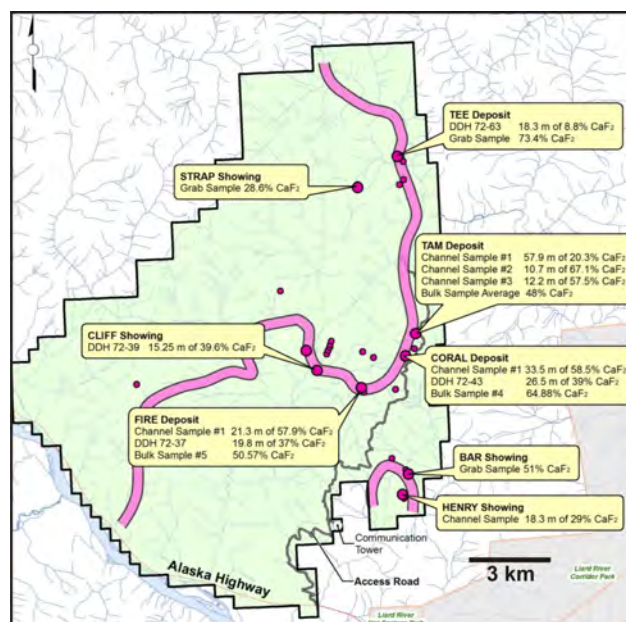 TEE Deposit
DDH 72-63 18.3 m of 8.8% CaF₂
Grab Sample 73.4% CaF₂
STRAP Showing
Grab Sample 28.6% CaF₂
TAM Deposit
Channel Sample #1 57.9 m of 20.3% CaF₂
Channel Sample #2 10.7 m of 67.1% CaF₂
Channel Sample #3 12.2 m of 57.5% CaF₂
Bulk Sample Average 48% CaF₂
CLIFF Showing
DDH 72-39 15.25 m of 39.6% CaF₂
CORAL Deposit
Channel Sample #1 33.5 m of 58.5% CaF₂
DDH 72-43 26.5 m of 39% CaF₂
Bulk Sample #4 64.88% CaF₂
FIRE Deposit
Channel Sample #1 21.3 m of 57.9% CaF₂
DDH 72-37 19.8 m of 37% CaF₂
Bulk Sample #5 50.57% CaF₂
BAR Showing
Grab Sample 51% CaF₂
HENRY Showing
Channel Sample 18.3 m of 29% CaF₂
Communication
Tower
Access Road
Alaska Highway
3 km
Liard River
Corridor Park
Liard River